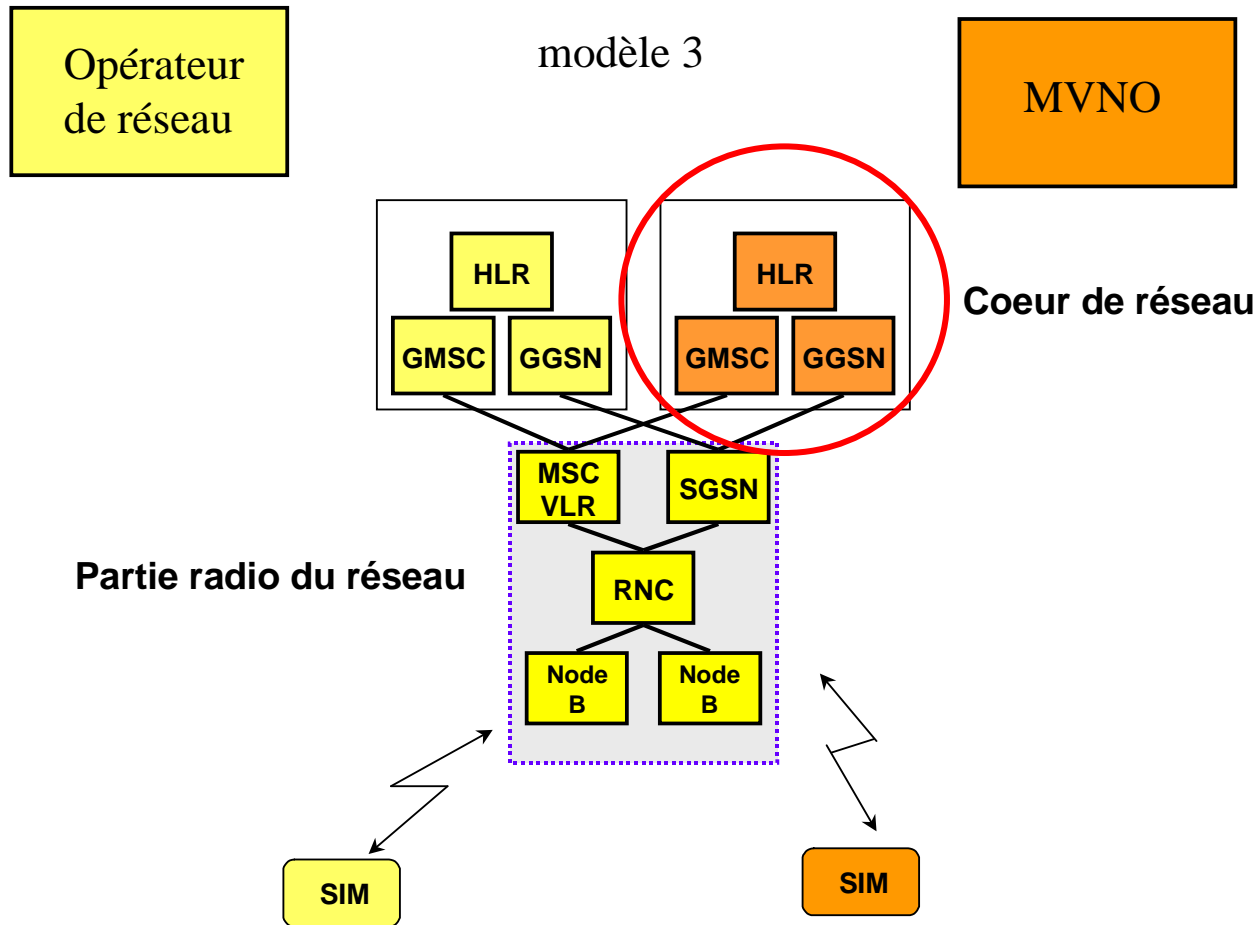 Opérateur
de réseau
modèle 3
MVNO
HLR
HLR
Coeur de réseau
GMSC
GGSN
GMSC
GGSN
MSC
VLR
SGSN
Partie radio du réseau
RNC
Node
B
Node
B
SIM
SIM